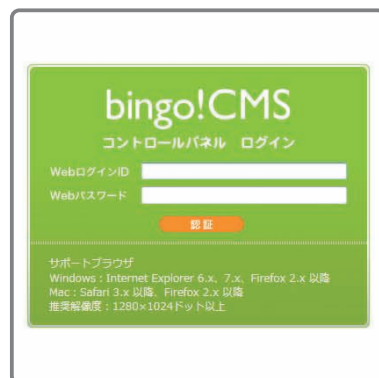 bingo!CMS
コントロールパネル ログイン
WebログインID
Webパスワード
認証
サポートブラウザ
Windows：Internet Explorer 6.x、7.x、Firefox 2.x 以降
Mac：Safari 3.x 以降、Firefox 2.x 以降
推奨解像度：1280×1024ドット以上